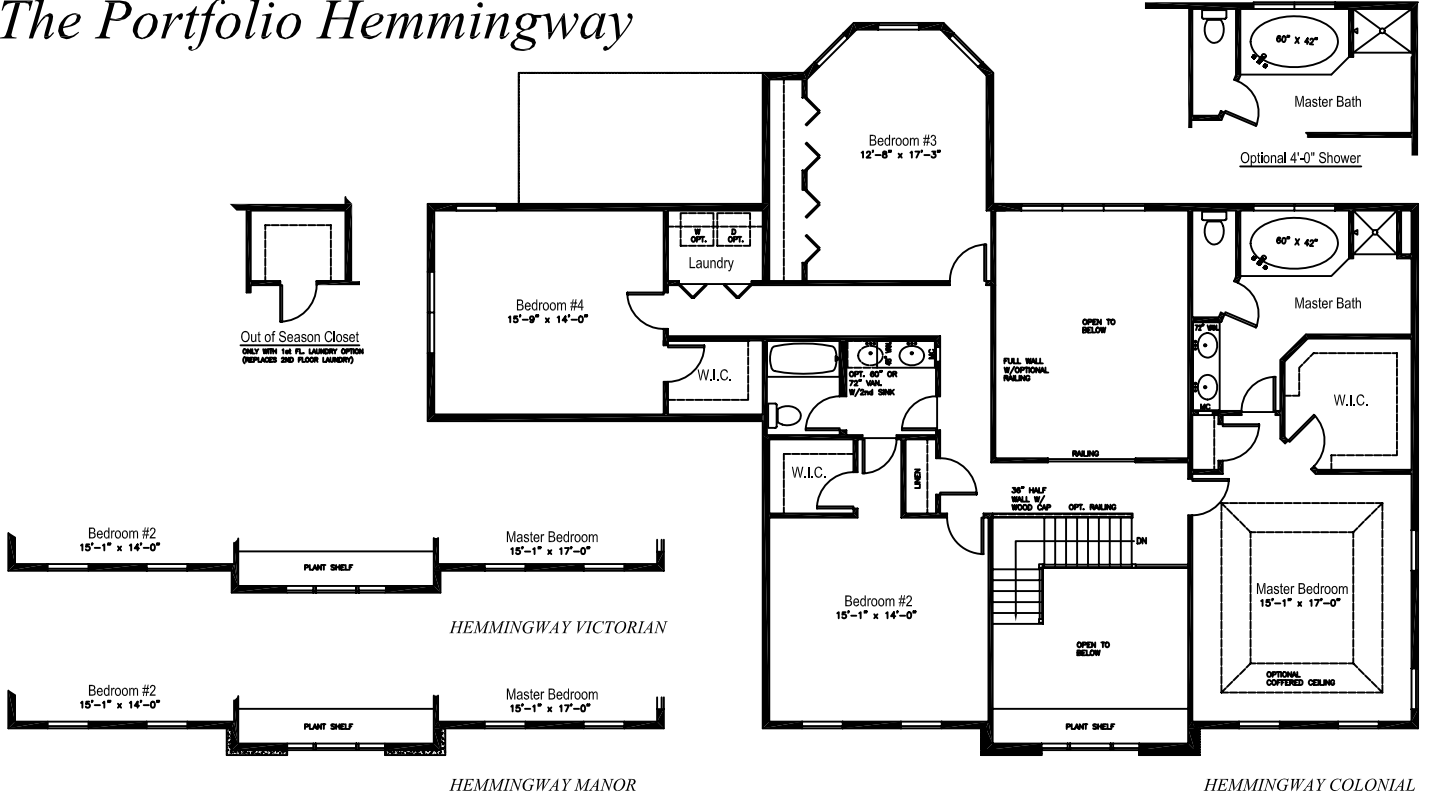 The Portfolio Hemmingway
60" X 42"
Master Bath
Optional 4'-0" Shower
Bedroom #3
12'-8" x 17'-3"
W
OPT.
D
OPT.
Laundry
Bedroom #4
15'-9" x 14'-0"
Out of Season Closet
ONLY WITH 1st FL. LAUNDRY OPTION
(REPLACES 2ND FLOOR LAUNDRY)
W.I.C.
OPT. 60" OR
72" VAN.
W/2nd SINK
MC
OPEN TO
BELOW
FULL WALL
W/OPTIONAL
RAILING
RAILING
60" X 42"
Master Bath
72" VAN.
MC
W.I.C.
W.I.C.
LINEN
36" HALF
WALL W/
WOOD CAP
OPT. RAILING
DN
Bedroom #2
15'-1" x 14'-0"
OPEN TO
BELOW
PLANT SHELF
Master Bedroom
15'-1" x 17'-0"
OPTIONAL
COFFERED CEILING
Bedroom #2
15'-1" x 14'-0"
PLANT SHELF
Master Bedroom
15'-1" x 17'-0"
HEMMINGWAY VICTORIAN
Bedroom #2
15'-1" x 14'-0"
PLANT SHELF
Master Bedroom
15'-1" x 17'-0"
HEMMINGWAY MANOR
HEMMINGWAY COLONIAL